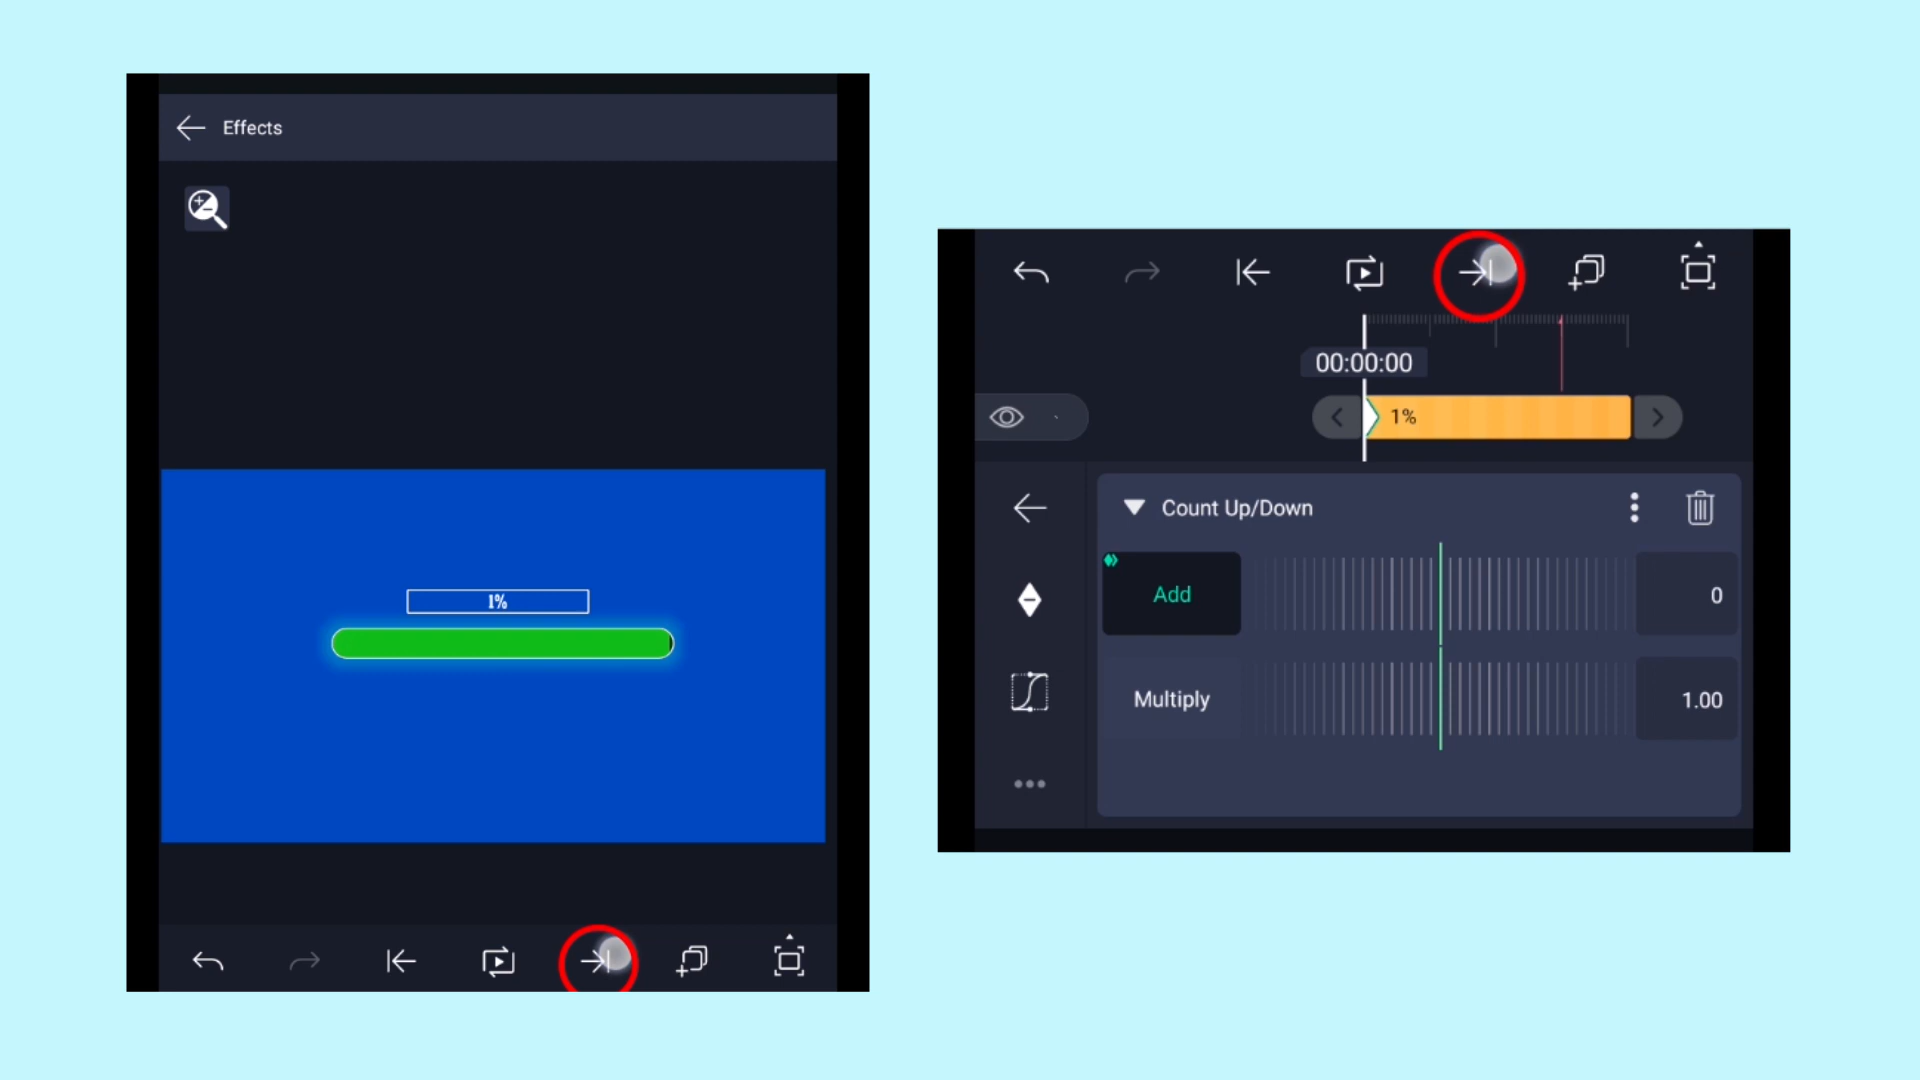 Effects
1%
00:00:00
1%
Count Up/Down
Add
0
Multiply
1.00